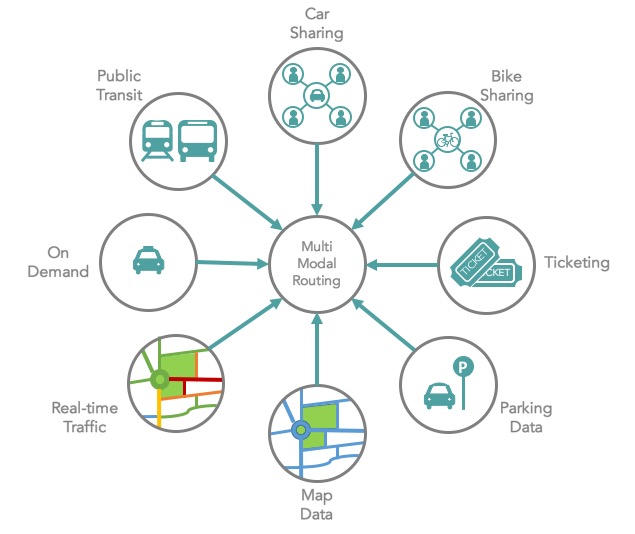 Car
Sharing
Public
Transit
Bike
Sharing
On
Demand
Multi
Modal
Routing
TICKET
CKET
Ticketing
Real-time
Traffic
P
Parking
Data
Map
Data